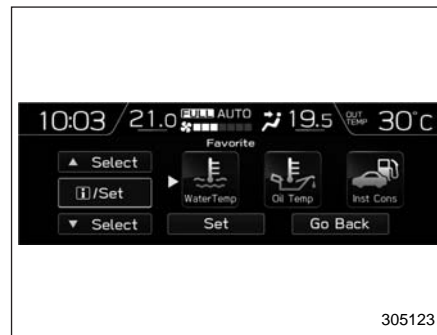 10:03 21.0 FULL AUTO 19.5 OUT TEMP 30°C
Favorite
▲ Select
i/Set
▼ Select
WaterTemp Oil Temp Inst Cons
Set Go Back
305123